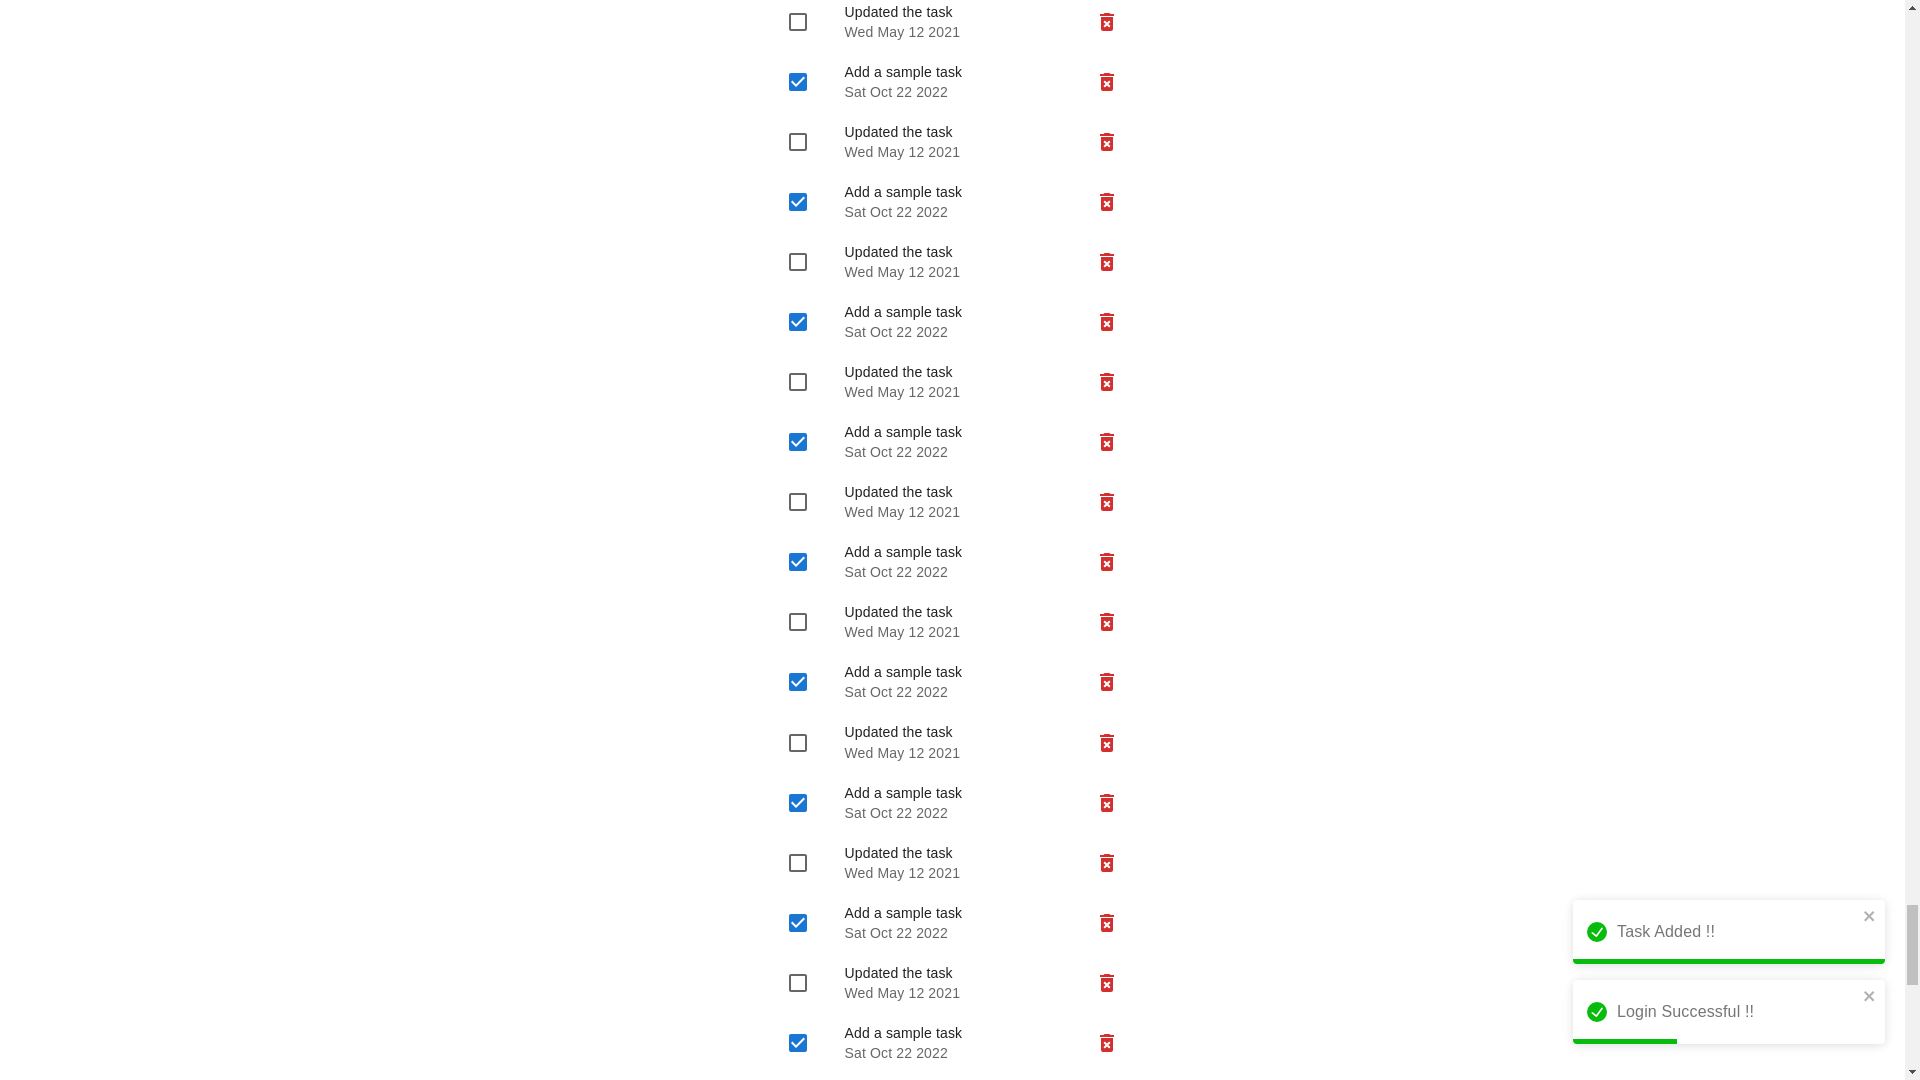 Updated the task
Wed May 12 2021
Add a sample task
Sat Oct 22 2022
Updated the task
Wed May 12 2021
Add a sample task
Sat Oct 22 2022
Updated the task
Wed May 12 2021
Add a sample task
Sat Oct 22 2022
Updated the task
Wed May 12 2021
Add a sample task
Sat Oct 22 2022
Updated the task
Wed May 12 2021
Add a sample task
Sat Oct 22 2022
Updated the task
Wed May 12 2021
Add a sample task
Sat Oct 22 2022
Updated the task
Wed May 12 2021
Add a sample task
Sat Oct 22 2022
Updated the task
Wed May 12 2021
Add a sample task
Sat Oct 22 2022
Updated the task
Wed May 12 2021
Add a sample task
Sat Oct 22 2022
Task Added !!
Login Successful !!